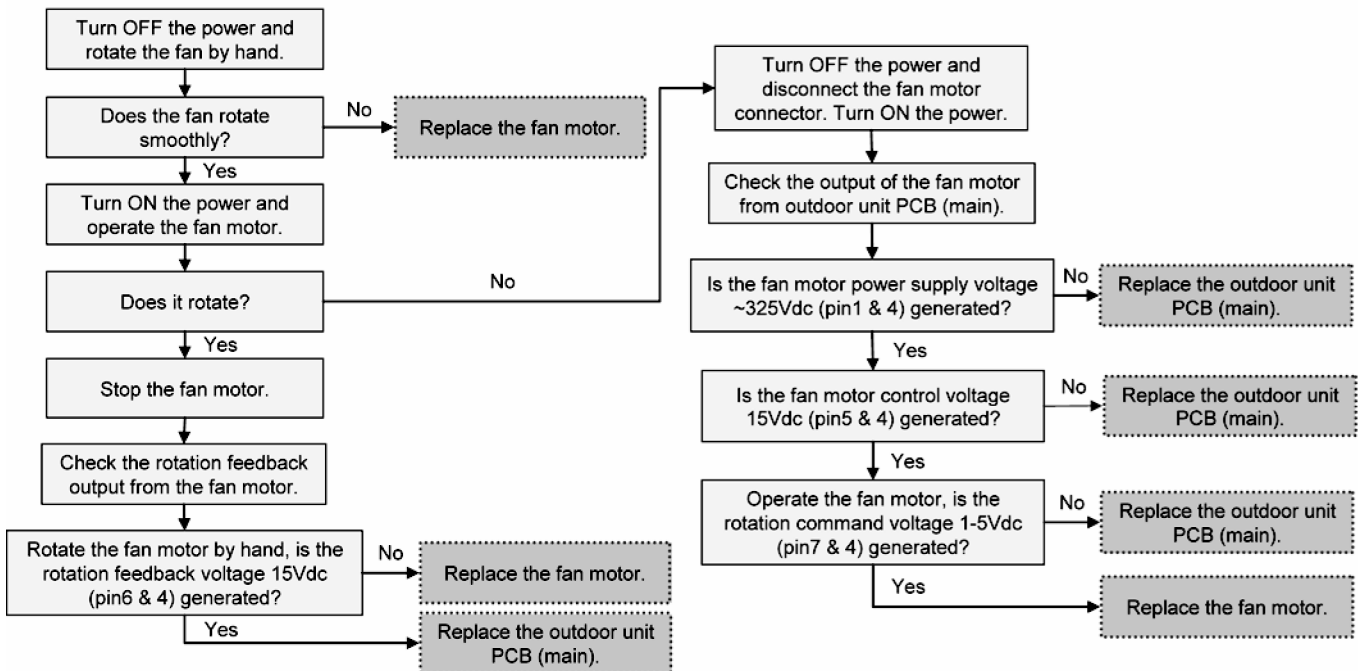 Turn OFF the power and
rotate the fan by hand.
Does the fan rotate
smoothly?
No
Replace the fan motor.
Yes
Turn ON the power and
operate the fan motor.
Does it rotate?
No
Yes
Stop the fan motor.
Check the rotation feedback
output from the fan motor.
Rotate the fan motor by hand, is the
rotation feedback voltage 15Vdc
(pin6 & 4) generated?
No
Replace the fan motor.
Yes
Replace the outdoor unit
PCB (main).
Turn OFF the power and
disconnect the fan motor
connector. Turn ON the power.
Check the output of the fan motor
from outdoor unit PCB (main).
Is the fan motor power supply voltage
~325Vdc (pin1 & 4) generated?
No
Replace the outdoor unit
PCB (main).
Yes
Is the fan motor control voltage
15Vdc (pin5 & 4) generated?
No
Replace the outdoor unit
PCB (main).
Yes
Operate the fan motor, is the
rotation command voltage 1-5Vdc
(pin7 & 4) generated?
No
Replace the outdoor unit
PCB (main).
Yes
Replace the fan motor.